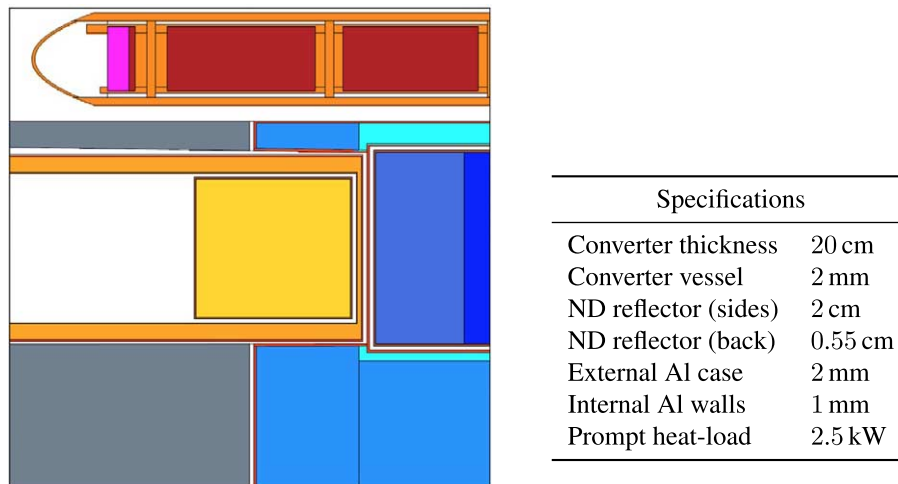 Specifications
Converter thickness 20 cm
Converter vessel 2 mm
ND reflector (sides) 2 cm
ND reflector (back) 0.55 cm
External Al case 2 mm
Internal Al walls 1 mm
Prompt heat-load 2.5 kW